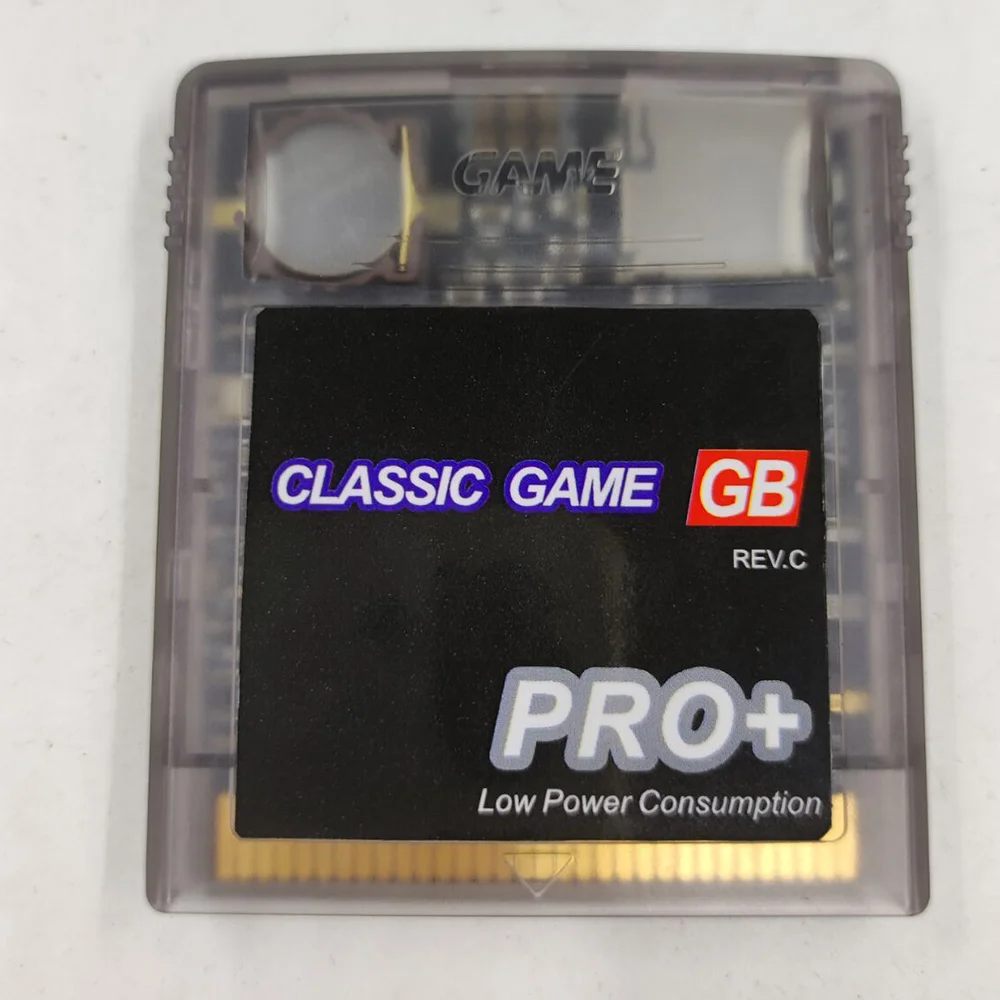 GAME
CLASSIC GAME GB
REV.C
PRO+
Low Power Consumption